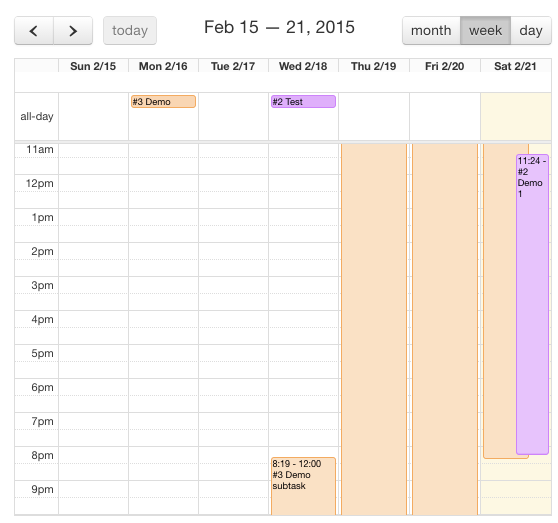 today
Feb 15 — 21, 2015
month week day
Sun 2/15 Mon 2/16 Tue 2/17 Wed 2/18 Thu 2/19 Fri 2/20 Sat 2/21
all-day
#3 Demo
#2 Test
11am
12pm
1pm
2pm
3pm
4pm
5pm
6pm
7pm
8pm
9pm
8:19 - 12:00
#3 Demo
subtask
11:24 -
#2
Demo
1